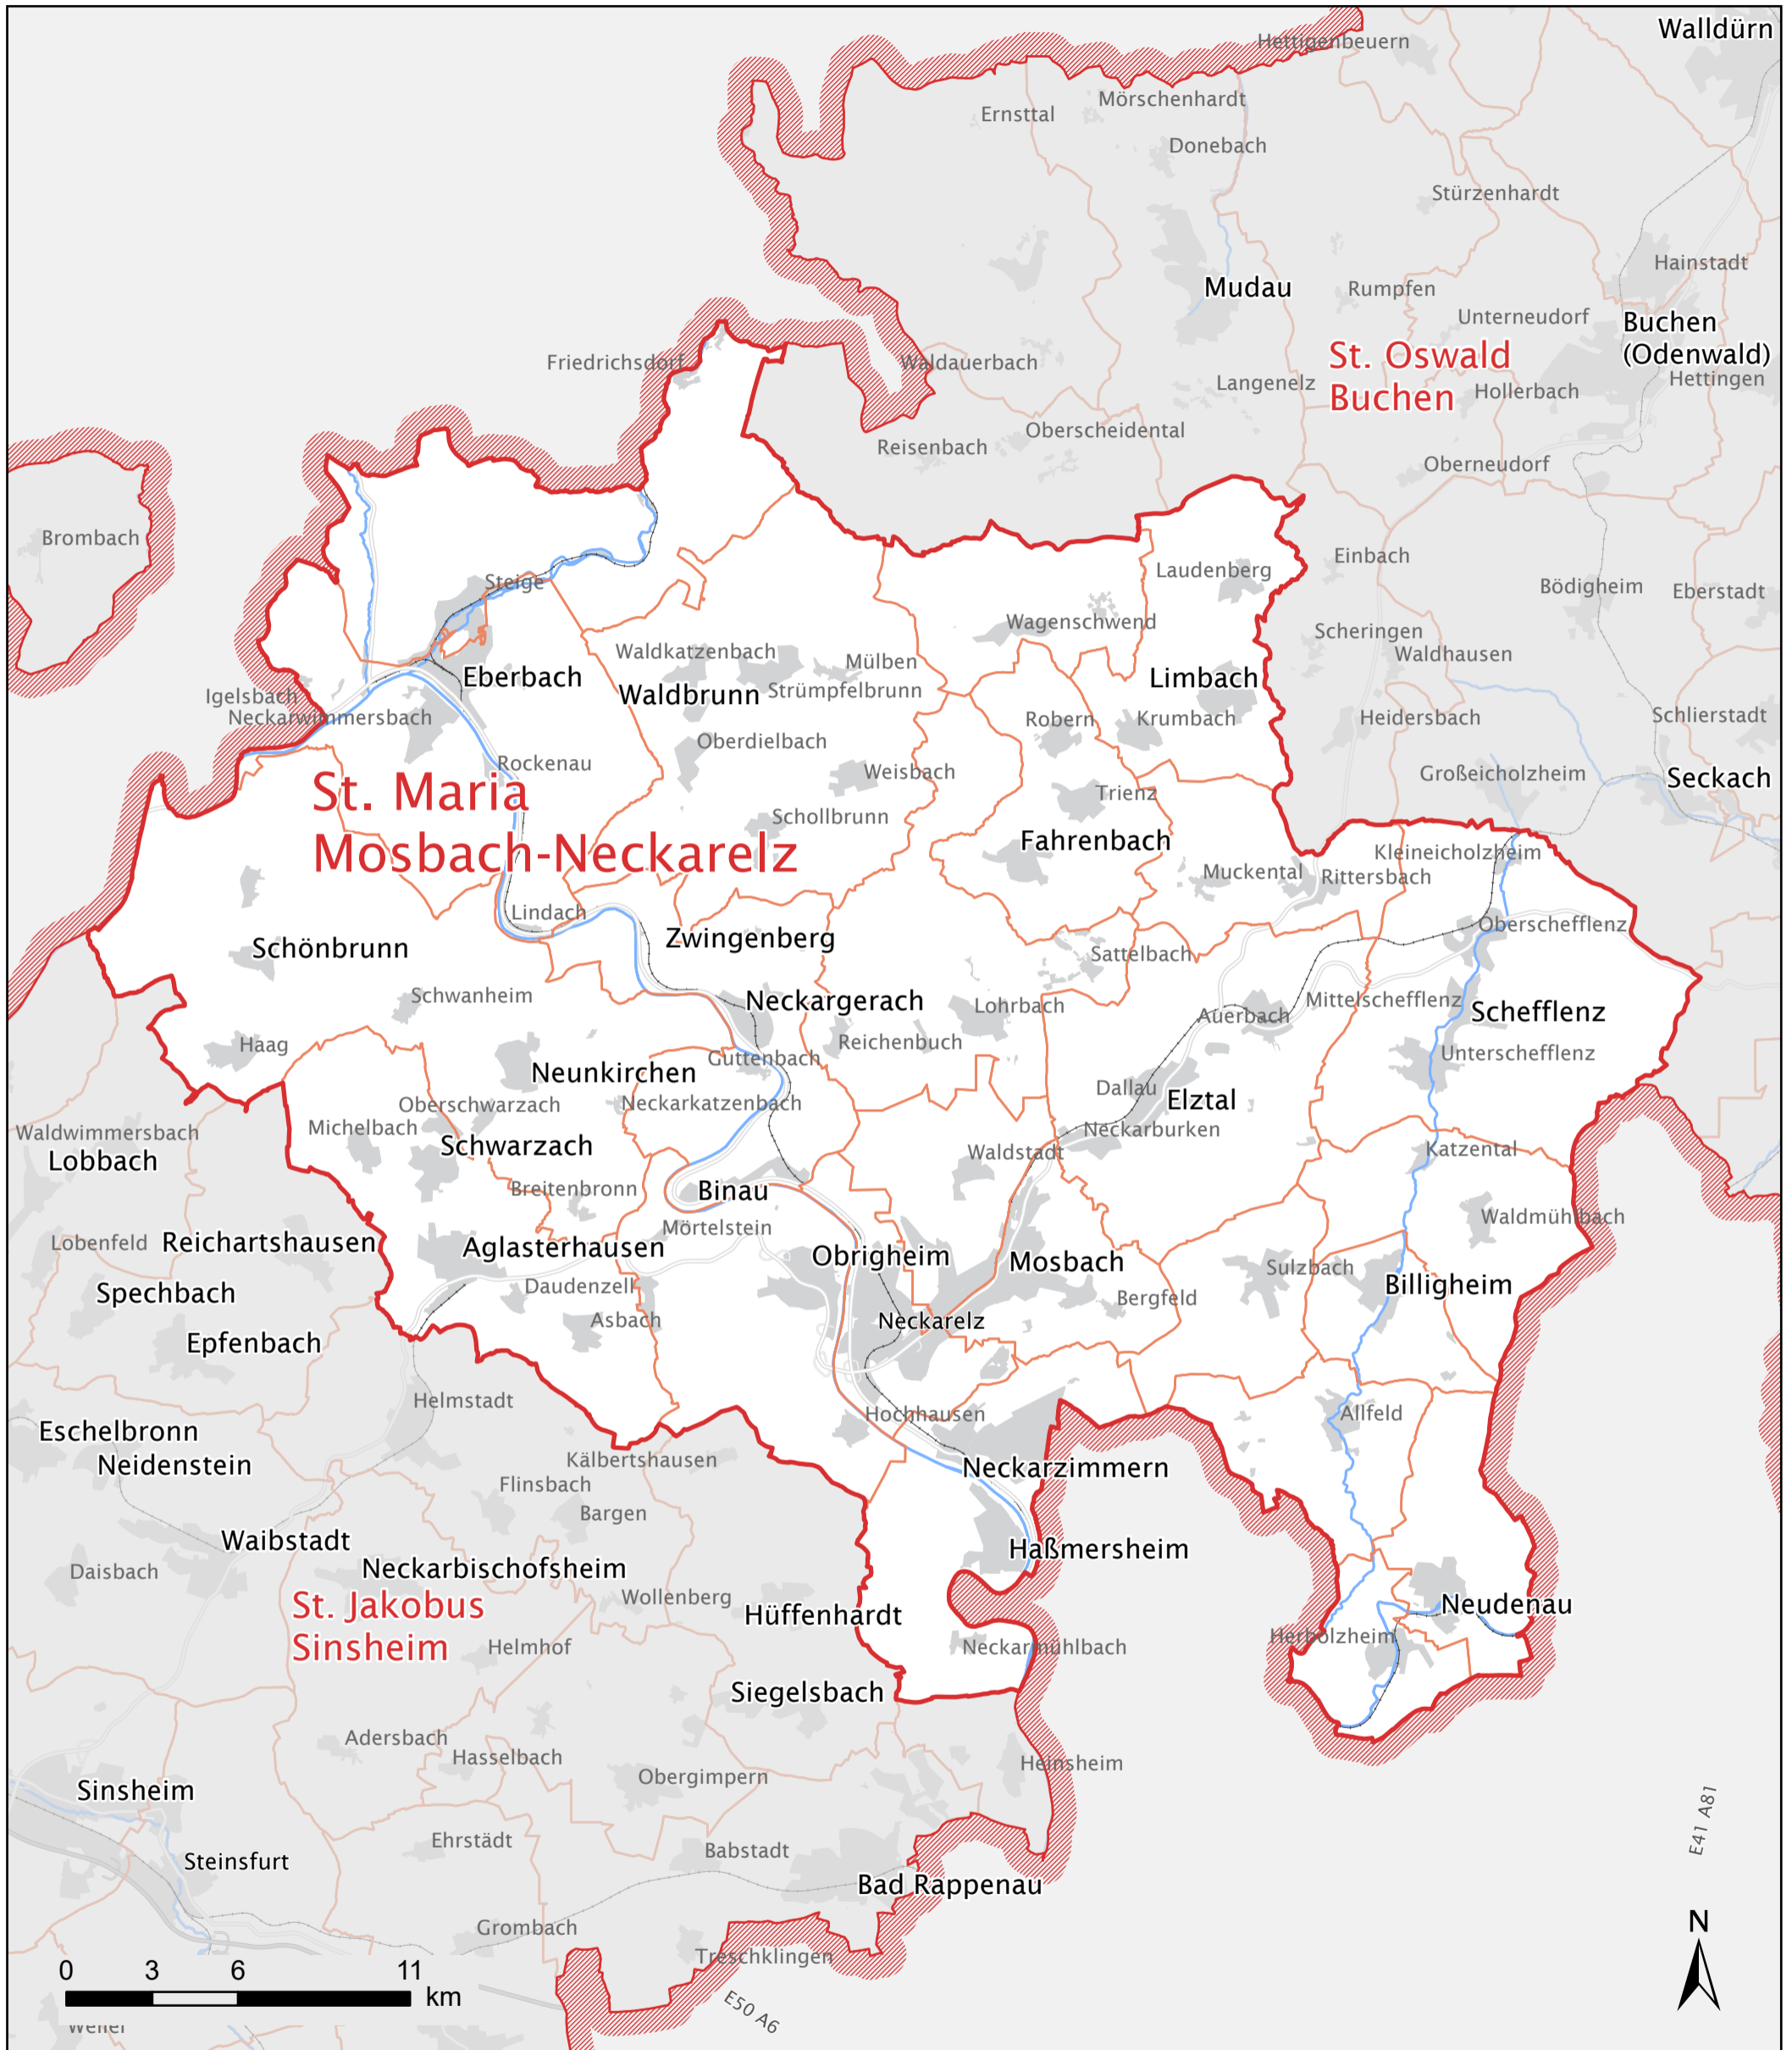 Hettigenbeuern
Walldürn
Ernsttal
Mörschenhardt
Donebach
Stürzenhardt
Hainstadt
Mudau
Rumpfen
Unterneudorf
Buchen
(Odenwald)
St. Oswald
Buchen
Friedrichsdorf
Waldauerbach
Langenelz
Hollerbach
Hettingen
Reisenbach
Oberscheidental
Oberneudorf
Brombach
Steige
Laudenberg
Einbach
Bödigheim
Eberstadt
Wagenschwend
Scheringen
Waldhausen
Waldkatzenbach
Mülben
Eberbach
Waldbrunn
Strümpfelbrunn
Limbach
Igelsbach
Neckarwimmersbach
Robern
Krumbach
Heidersbach
Schlierstadt
Oberdielbach
Rockenau
Weisbach
Großeicholzheim
Seckach
St. Maria
Mosbach-Neckarelz
Trienz
Schollbrunn
Fahrenbach
Kleineicholzheim
Muckental
Rittersbach
Lindach
Oberschefflenz
Schönbrunn
Zwingenberg
Sattelbach
Schwanheim
Neckargerach
Lohrbach
Mittelschefflenz
Auerbach
Schefflenz
Haag
Reichenbuch
Guttenbach
Unterschefflenz
Neunkirchen
Dallau
Elztal
Oberschwarzach
Neckarkatzenbach
Michelbach
Neckarburken
Waldwimmersbach
Lobbach
Schwarzach
Waldstadt
Katzental
Breitenbronn
Binau
Mörtelstein
Waldmühlbach
Lobenfeld
Reichartshausen
Aglasterhausen
Obrigheim
Mosbach
Sulzbach
Billigheim
Spechbach
Daudenzell
Bergfeld
Asbach
Neckarelz
Epfenbach
Helmstadt
Hochhausen
Allfeld
Eschelbronn
Neidenstein
Kälbertshausen
Neckarzimmern
Flinsbach
Bargen
Waibstadt
Haßmersheim
Daisbach
Neckarbischofsheim
Wollenberg
St. Jakobus
Sinsheim
Hüffenhardt
Neudenau
Helmhof
Neckarmühlbach
Herbolzheim
Siegelsbach
Adersbach
Hasselbach
Heinsheim
Obergimpern
Sinsheim
E41 A81
Ehrstädt
Babstadt
Steinsfurt
Bad Rappenau
Grombach
Treschklingen
N
0 3 6 11
km
E50 A6
Weiler